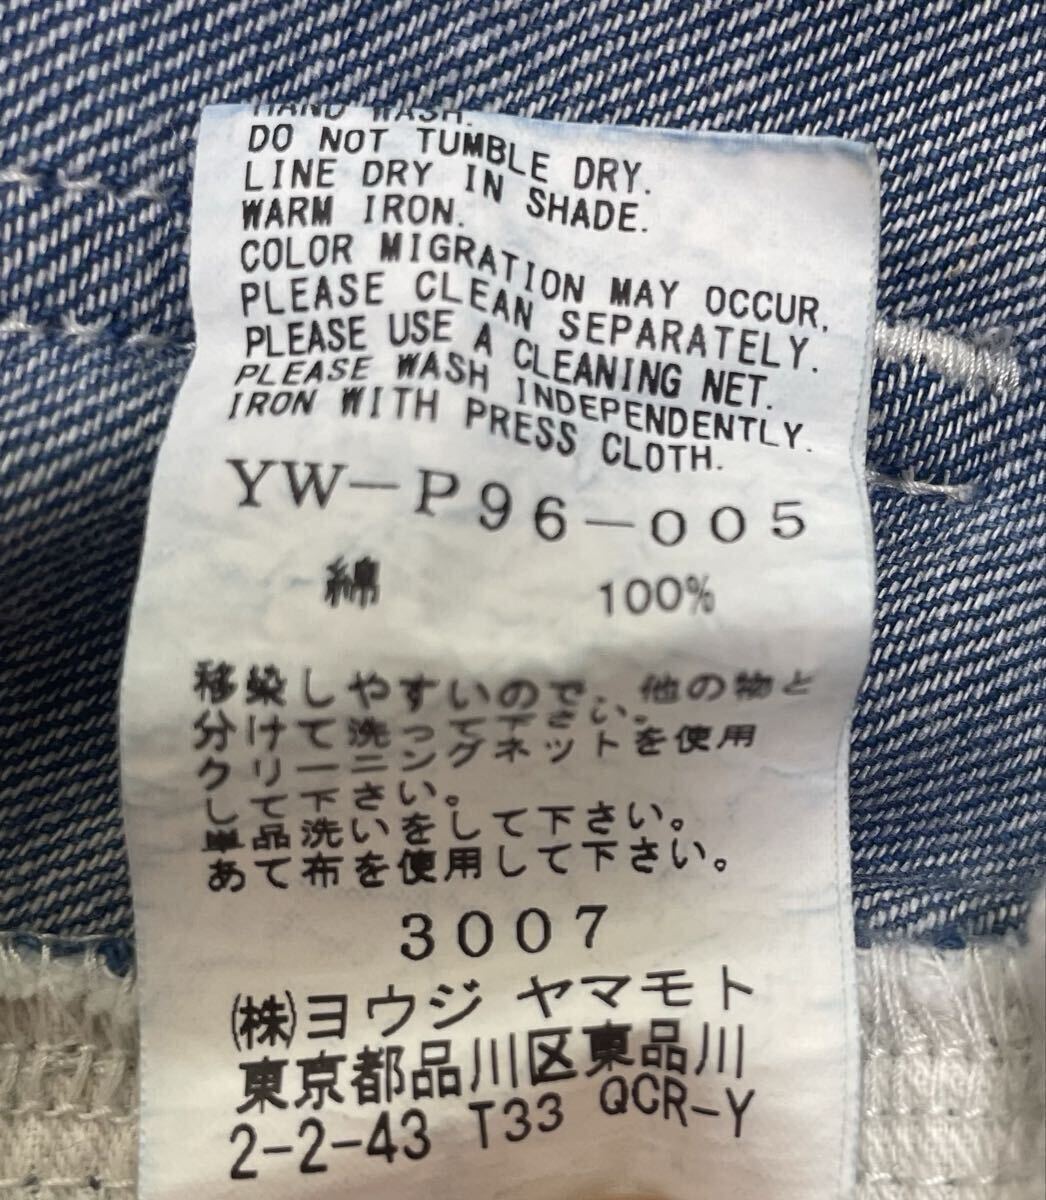 HAND WASH.
DO NOT TUMBLE DRY.
LINE DRY IN SHADE.
WARM IRON.
COLOR MIGRATION MAY OCCUR.
PLEASE CLEAN SEPARATELY.
PLEASE USE A CLEANING NET.
PLEASE WASH INDEPENDENTLY.
IRON WITH PRESS CLOTH.
YW-P96-005
綿 100%
移染しやすいので、他の物と
分けて洗って下さい。
クリーニングネットを使用
して下さい。
単品洗いをして下さい。
あて布を使用して下さい。
3007
(株)ヨウジ ヤマモト
東京都品川区東品川
2-2-43 T33 QCR-Y